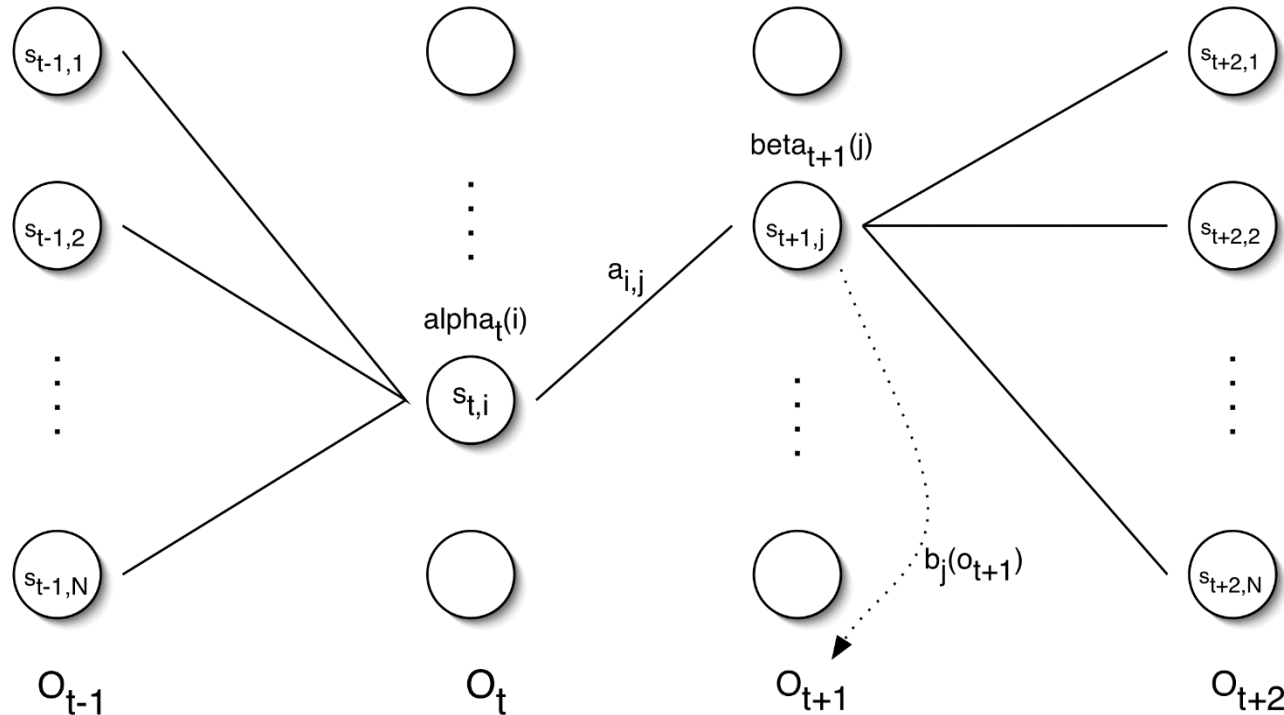 s_{t-1,1}
s_{t+2,1}
beta_{t+1}(j)
s_{t-1,2}
s_{t+1,j}
s_{t+2,2}
a_{i,j}
alpha_t(i)
s_{t,i}
b_j(o_{t+1})
s_{t-1,N}
s_{t+2,N}
o_{t-1}
o_t
o_{t+1}
o_{t+2}